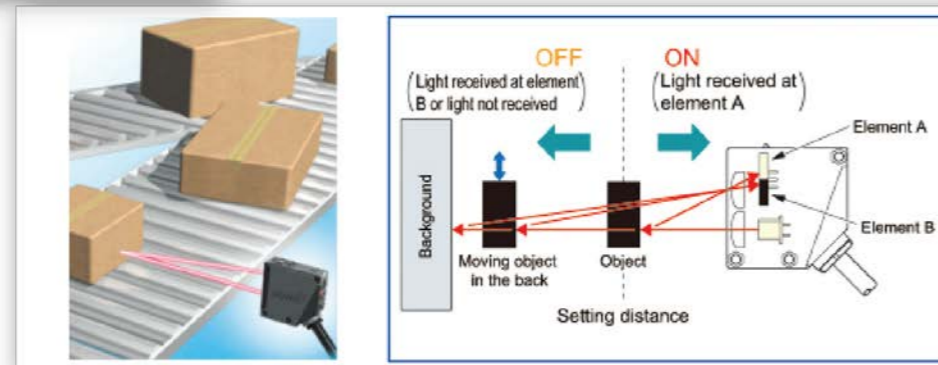 OFF
ON
(Light received at element
B or light not received)
(Light received at
element A)
Element A
Element B
Background
Moving object
in the back
Object
Setting distance